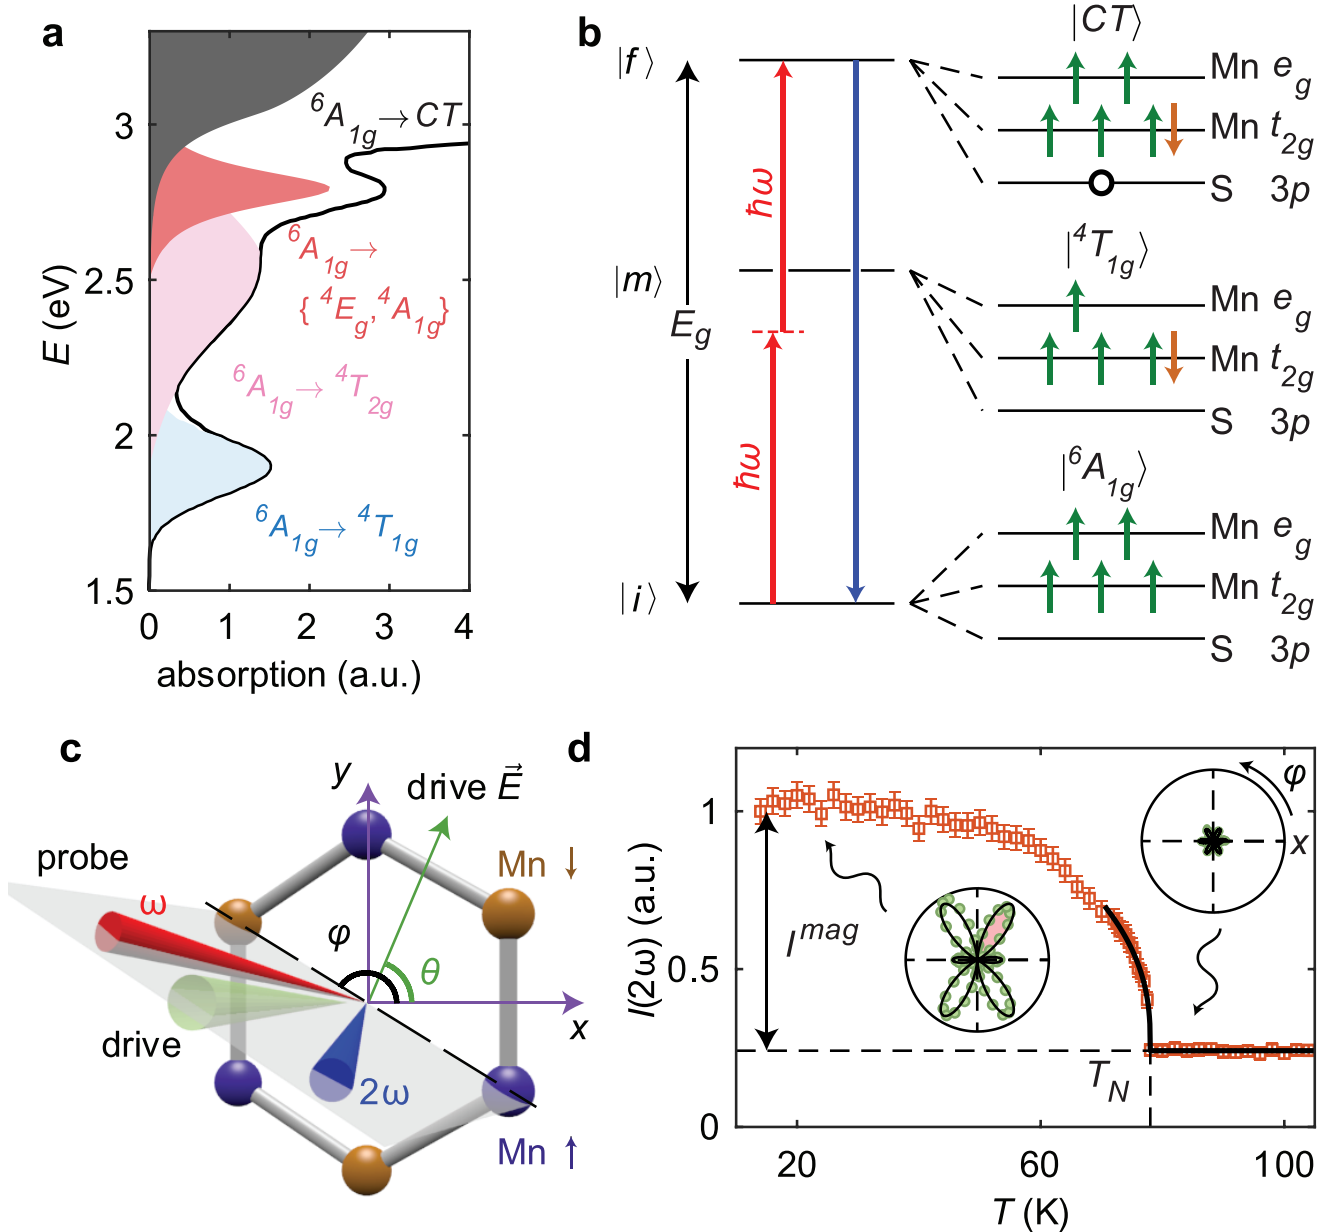 a
E (eV)
3
2.5
2
1.5
0
1
2
3
4
absorption (a.u.)
⁶A₁g→CT
⁶A₁g→
{⁴Eg,⁴A₁g}
⁶A₁g→ ⁴T₂g
⁶A₁g→ ⁴T₁g
b
|f⟩
|m⟩
Eg
|i⟩
ħω
ħω
|CT⟩
Mn eg
Mn t2g
S 3p
|⁴T₁g⟩
Mn eg
Mn t2g
S 3p
|⁶A₁g⟩
Mn eg
Mn t2g
S 3p
c
y
drive E⃗
probe
ω
Mn ↓
φ
θ
x
drive
2ω
Mn ↑
d
I(2ω) (a.u.)
1
0.5
0
I^mag
φ
x
T_N
20
60
100
T (K)